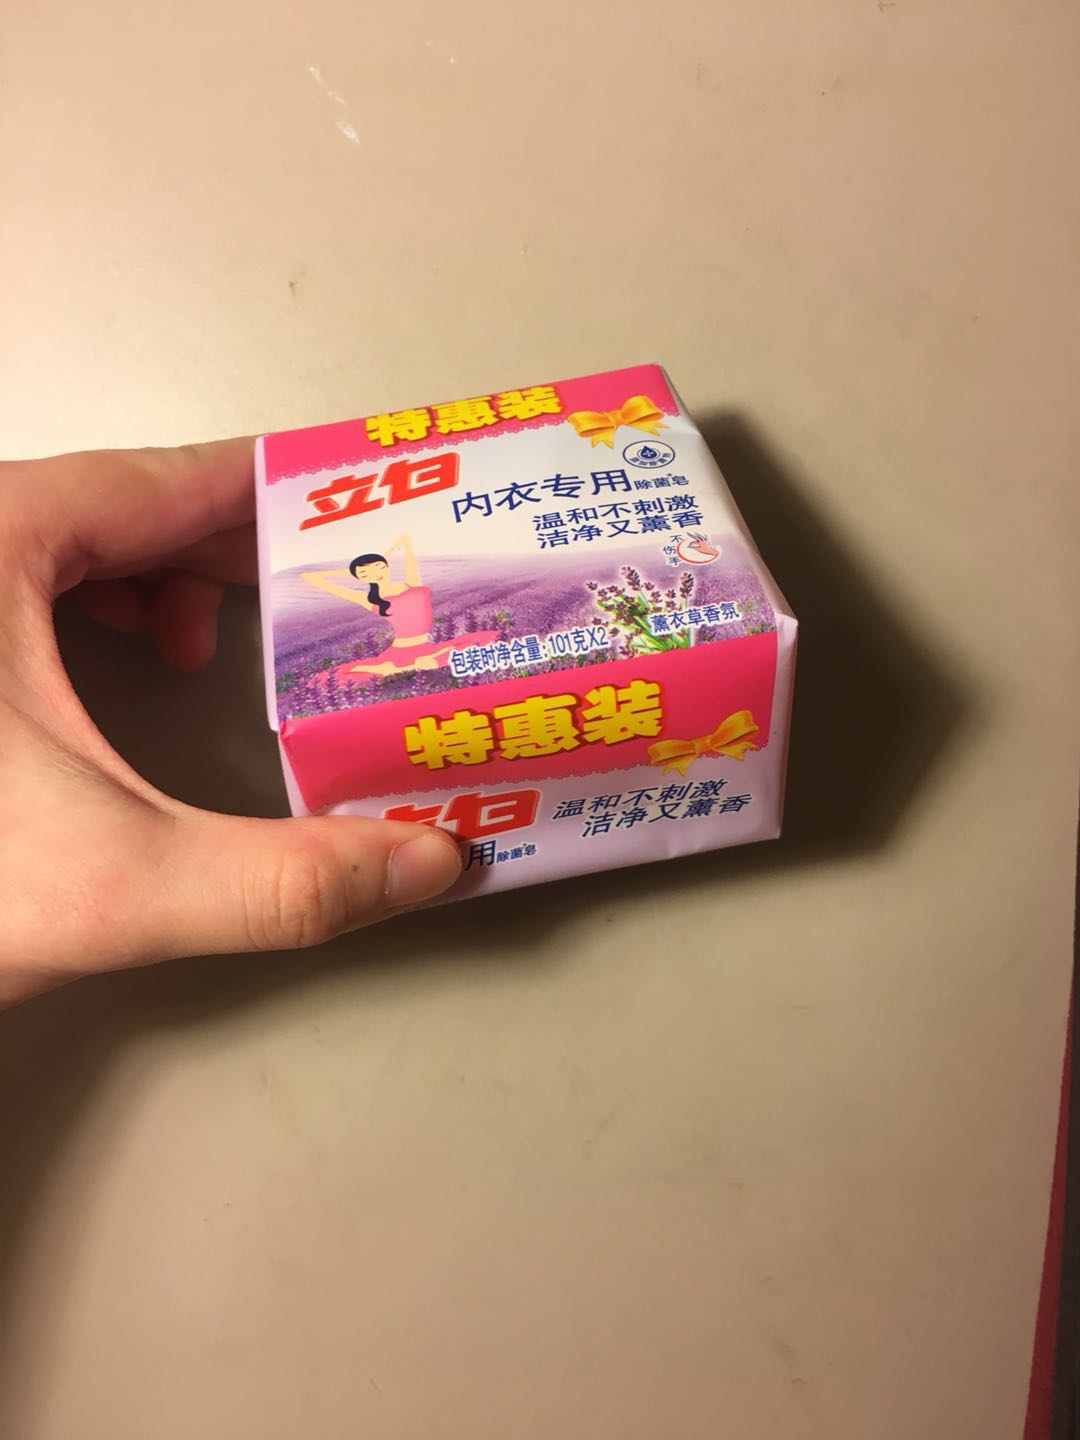 特惠装
立白
内衣专用除菌皂
温和不刺激
洁净又薰香
不伤手
包装时净含量:101克X2
薰衣草香氛
特惠装
立白
温和不刺激
洁净又薰香
用除菌皂